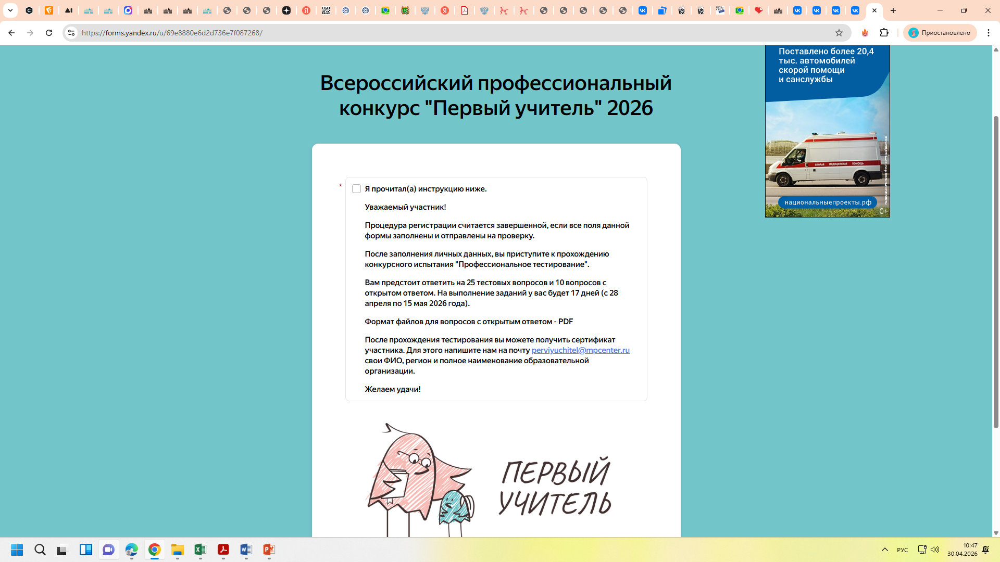 https://forms.yandex.ru/u/69e8880e6d2d736e7f087268/
Приостановлено
Всероссийский профессиональный
конкурс "Первый учитель" 2026
Поставлено более 20,4
тыс. автомобилей
скорой помощи
и санслужбы
СКОРАЯ МЕДИЦИНСКАЯ ПОМОЩЬ
национальныепроекты.рф
0+
* Я прочитал(а) инструкцию ниже.
Уважаемый участник!
Процедура регистрации считается завершенной, если все поля данной
формы заполнены и отправлены на проверку.
После заполнения личных данных, вы приступите к прохождению
конкурсного испытания "Профессиональное тестирование".
Вам предстоит ответить на 25 тестовых вопросов и 10 вопросов с
открытом ответом. На выполнение заданий у вас будет 17 дней (с 28
апреля по 15 мая 2026 года).
Формат файлов для вопросов с открытым ответом - PDF
После прохождения тестирования вы можете получить сертификат
участника. Для этого напишите нам на почту perviyuchitel@mpcenter.ru
свои ФИО, регион и полное наименование образовательной
организации.
Желаем удачи!
ПЕРВЫЙ
УЧИТЕЛЬ
РУС
10:47
30.04.2026